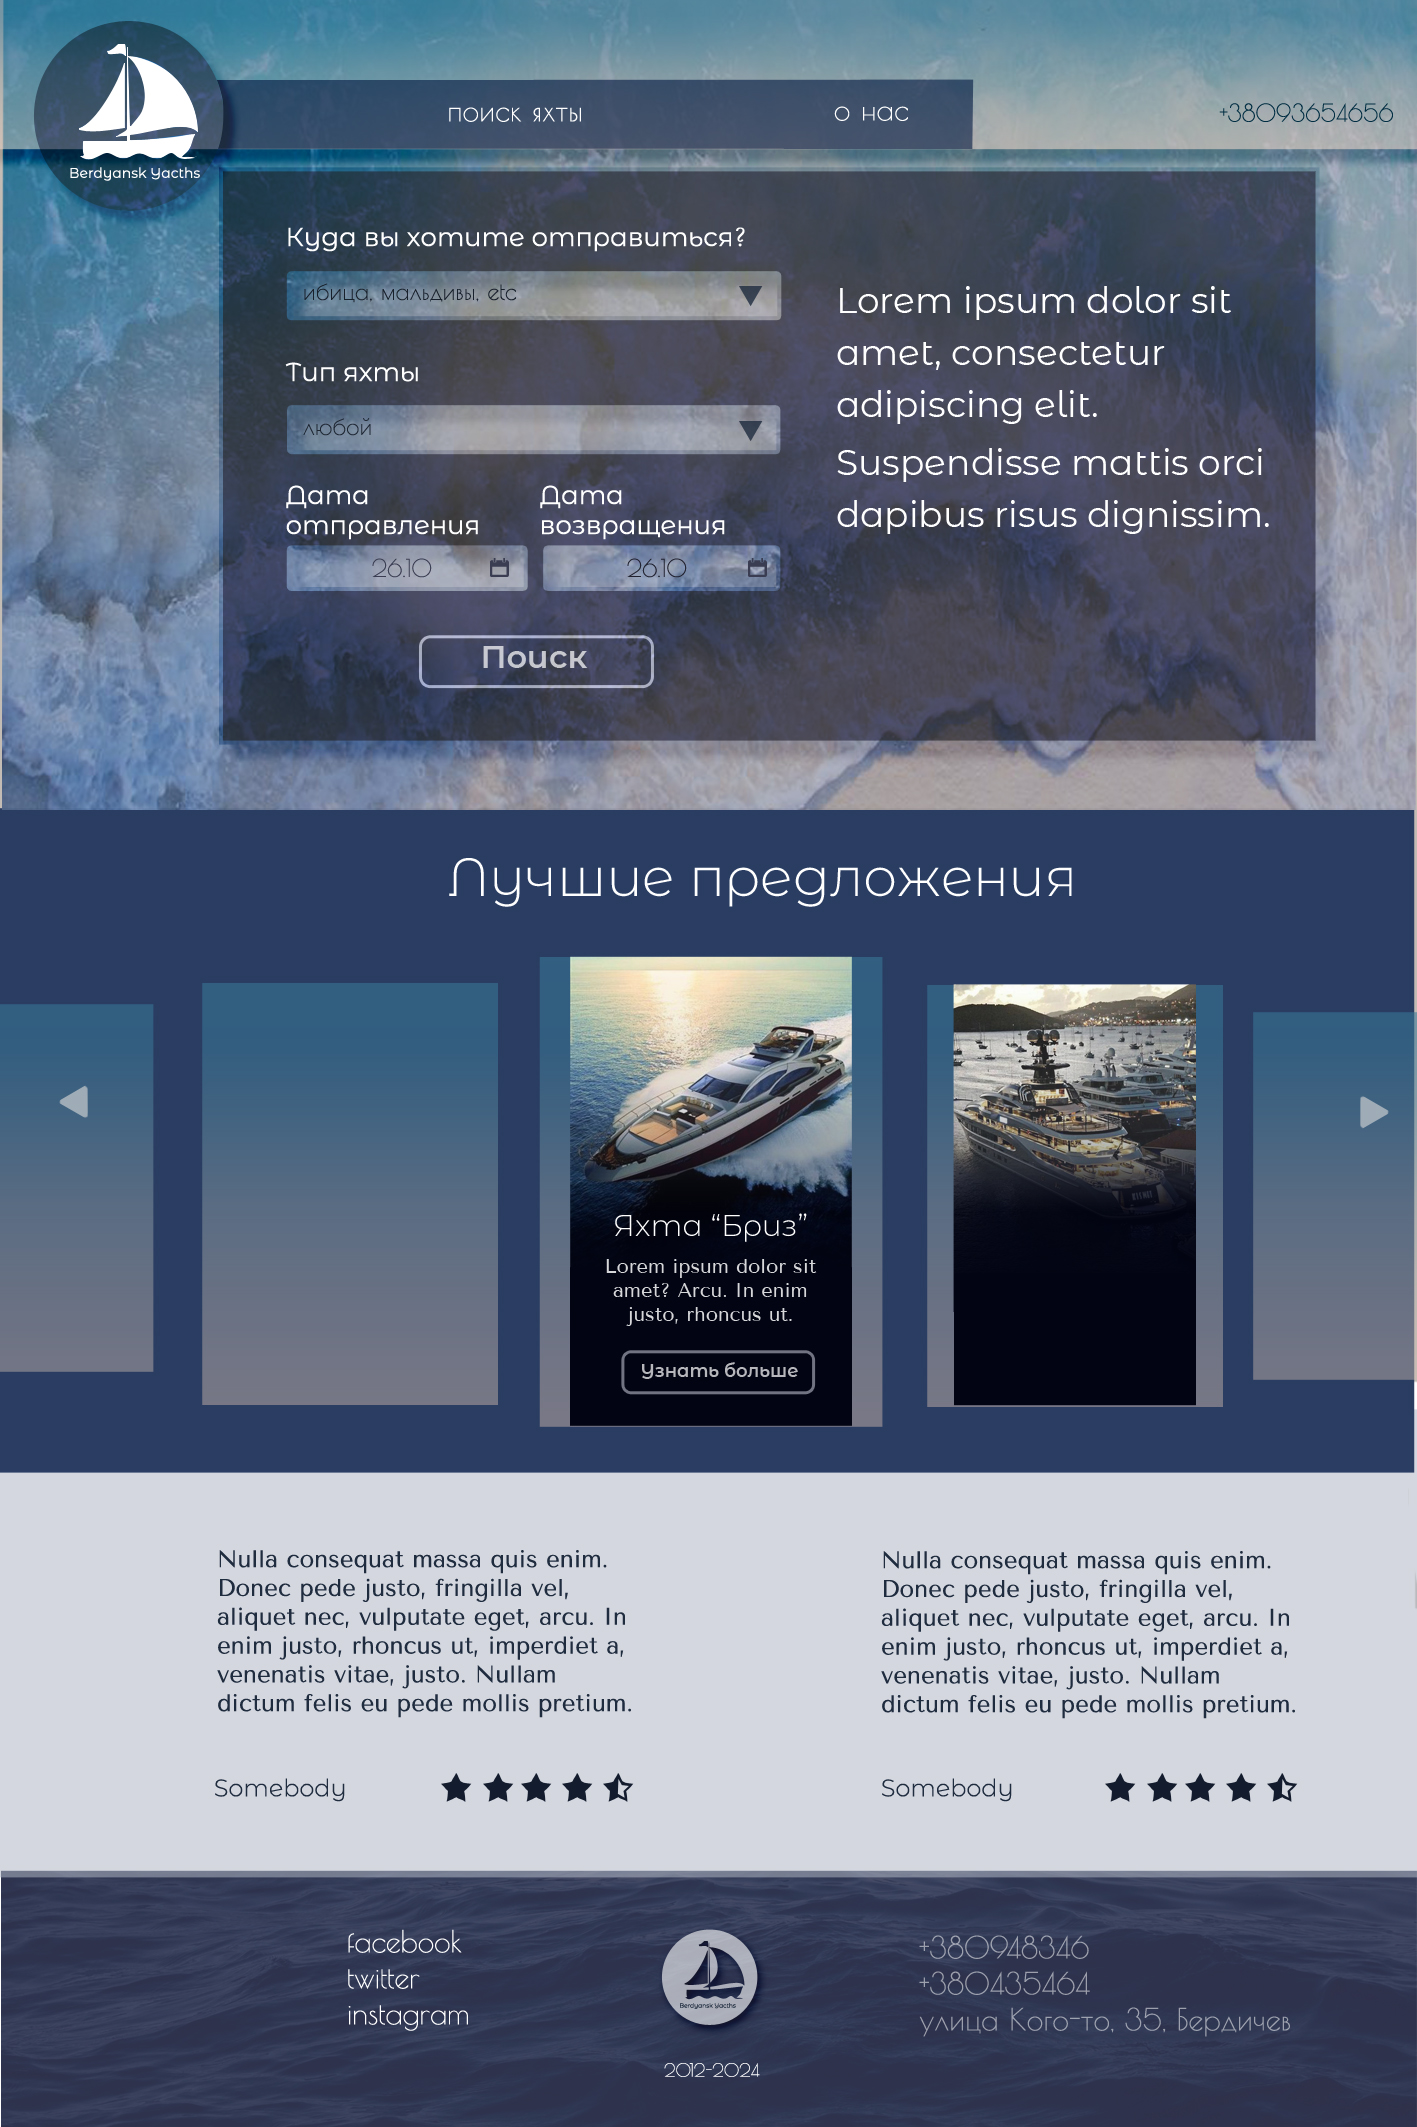 ПОИСК ЯХТЫ
О НАС
+38093654656
Berdyansk Yacths
Куда вы хотите отправиться?
ибица, мальдивы, etc
Тип яхты
любой
Дата отправления
Дата возвращения
26.10
26.10
Поиск
Lorem ipsum dolor sit
amet, consectetur
adipiscing elit.
Suspendisse mattis orci
dapibus risus dignissim.
Лучшие предложения
Яхта “Бриз”
Lorem ipsum dolor sit
amet? Arcu. In enim
justo, rhoncus ut.
Узнать больше
Nulla consequat massa quis enim.
Donec pede justo, fringilla vel,
aliquet nec, vulputate eget, arcu. In
enim justo, rhoncus ut, imperdiet a,
venenatis vitae, justo. Nullam
dictum felis eu pede mollis pretium.
Somebody
Nulla consequat massa quis enim.
Donec pede justo, fringilla vel,
aliquet nec, vulputate eget, arcu. In
enim justo, rhoncus ut, imperdiet a,
venenatis vitae, justo. Nullam
dictum felis eu pede mollis pretium.
Somebody
facebook
twitter
instagram
Berdyansk Yacths
2012-2024
+380948346
+380435464
улица Кого-то, 35, Бердичев